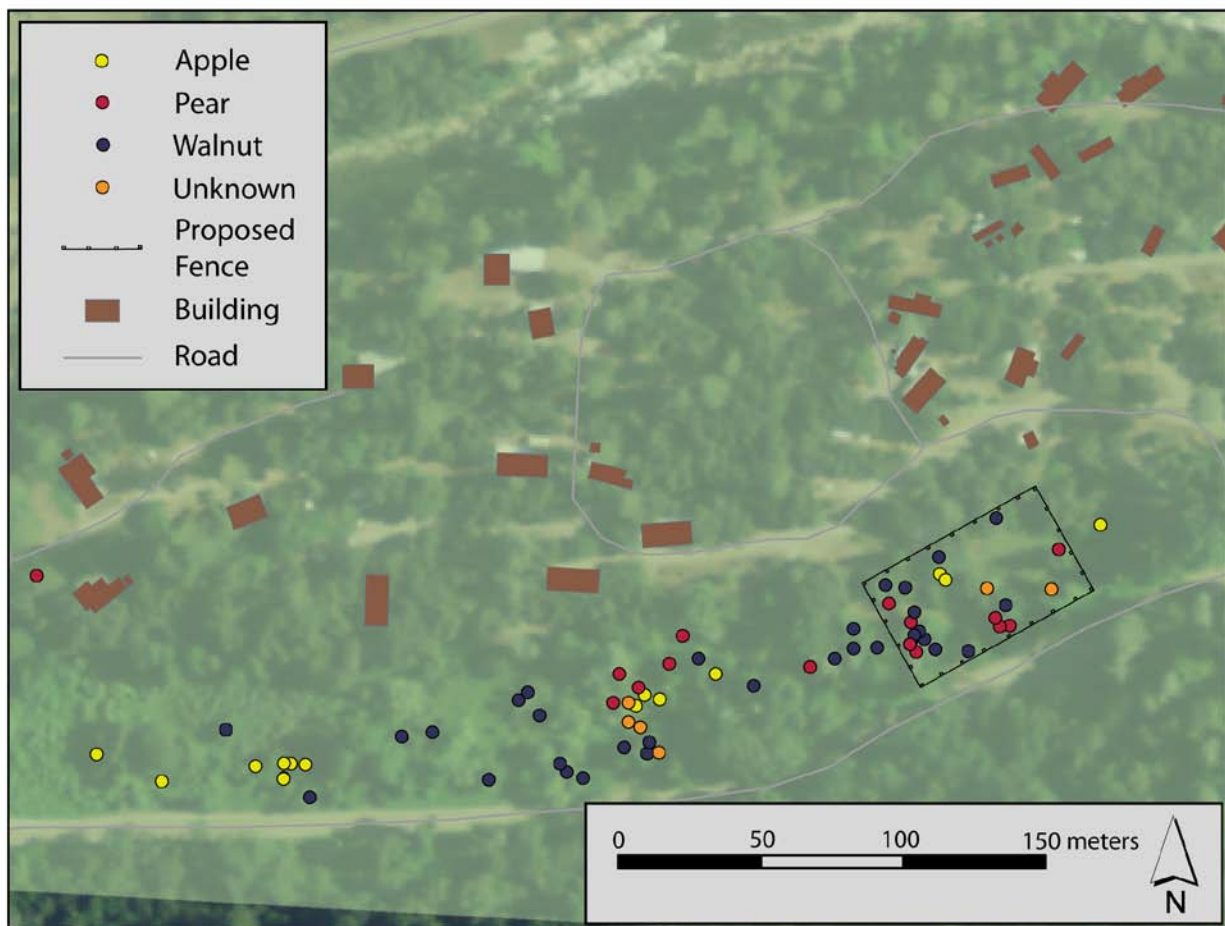 Apple
Pear
Walnut
Unknown
Proposed
Fence
Building
Road
0 50 100 150 meters
N